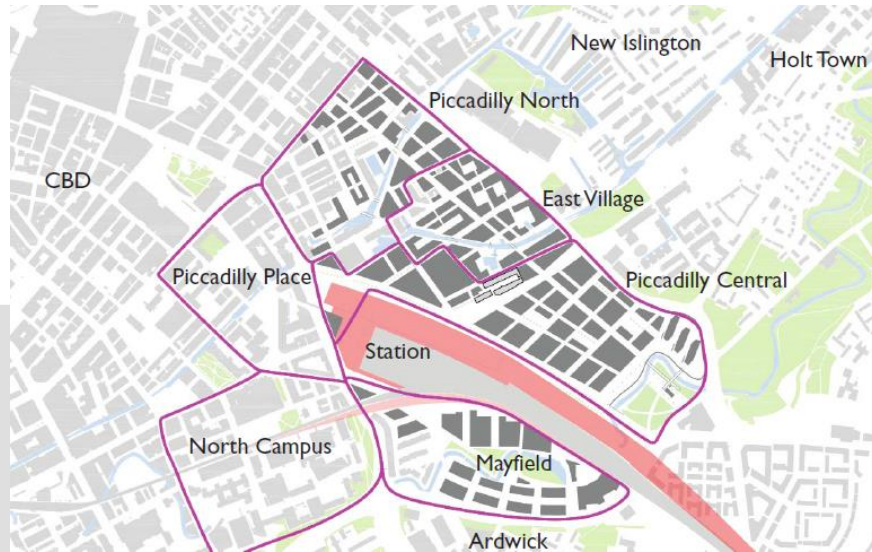 New Islington
Holt Town
Piccadilly North
CBD
East Village
Piccadilly Place
Piccadilly Central
Station
North Campus
Mayfield
Ardwick